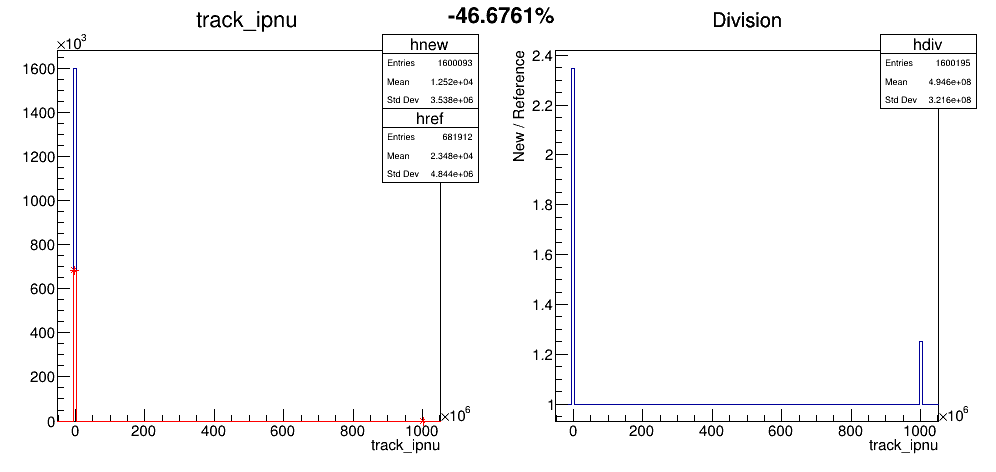 track_ipnu
-46.6761%
Division
×10³
hnew
Entries 1600093
Mean 1.252e+04
Std Dev 3.538e+06
href
Entries 681912
Mean 2.348e+04
Std Dev 4.844e+06
1600
1400
1200
1000
800
600
400
200
0
0 200 400 600 800 1000
×10⁶
track_ipnu
hdiv
Entries 1600195
Mean 4.946e+08
Std Dev 3.216e+08
New / Reference
2.4
2.2
2
1.8
1.6
1.4
1.2
1
0 200 400 600 800 1000
×10⁶
track_ipnu